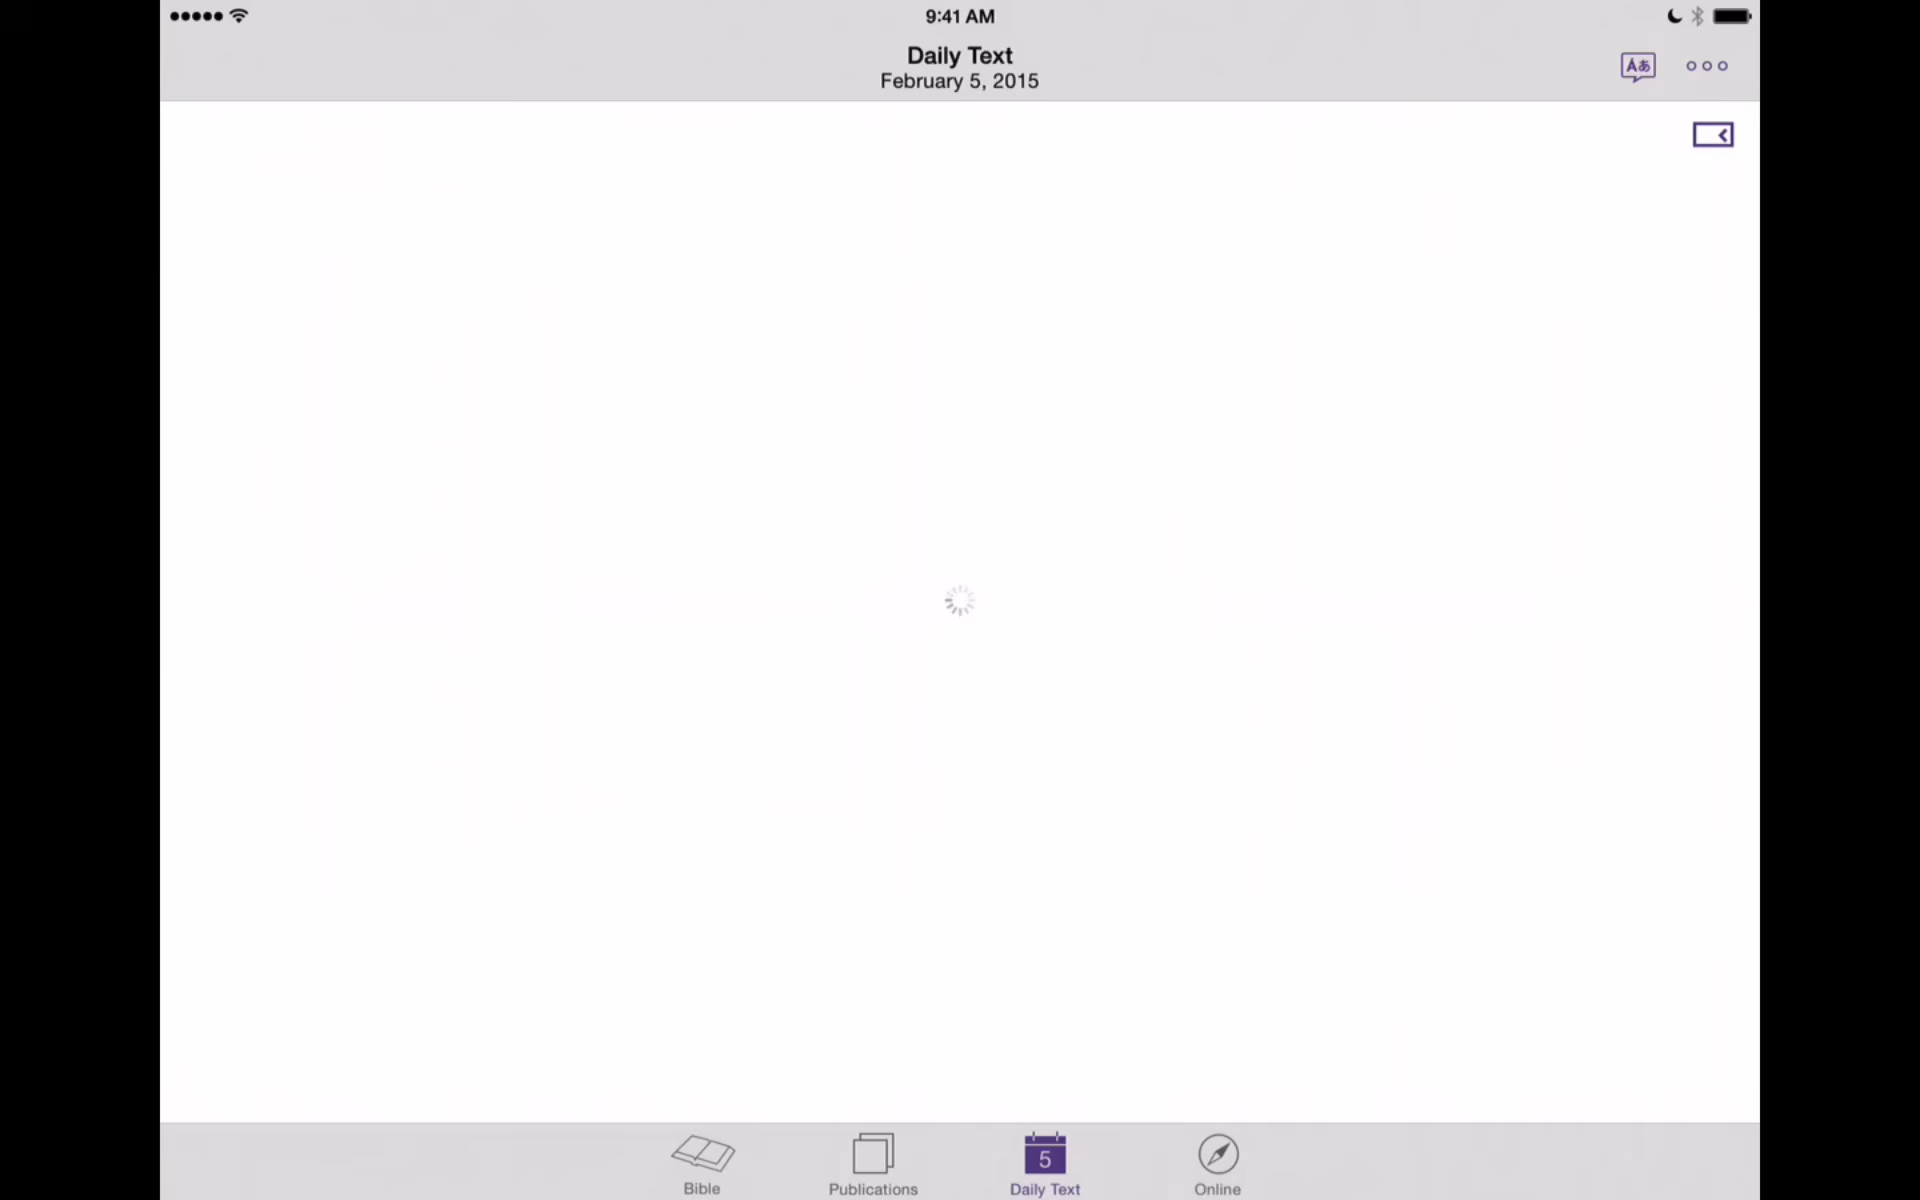 9:41 AM
Daily Text
February 5, 2015
Aあ
5
Bible
Publications
Daily Text
Online